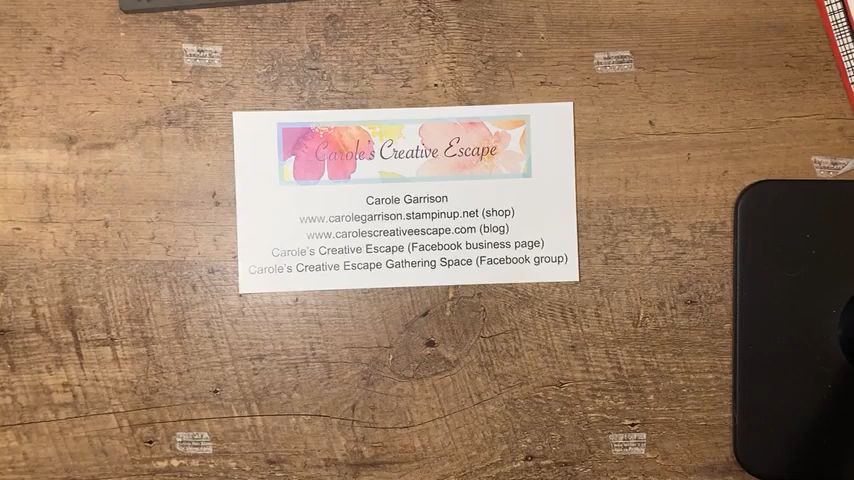 Carole's Creative Escape
Carole Garrison
www.carolegarrison.stampinup.net (shop)
www.carolescreativeescape.com (blog)
Carole's Creative Escape (Facebook business page)
Carole's Creative Escape Gathering Space (Facebook group)